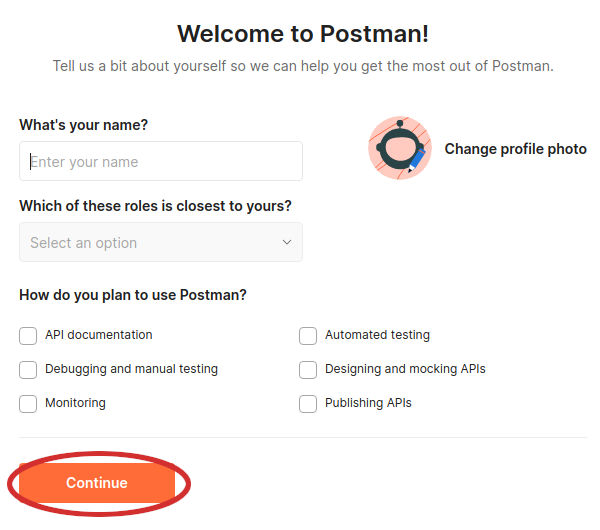 Welcome to Postman!
Tell us a bit about yourself so we can help you get the most out of Postman.
What's your name?
Enter your name
Change profile photo
Which of these roles is closest to yours?
Select an option
How do you plan to use Postman?
API documentation
Automated testing
Debugging and manual testing
Designing and mocking APIs
Monitoring
Publishing APIs
Continue